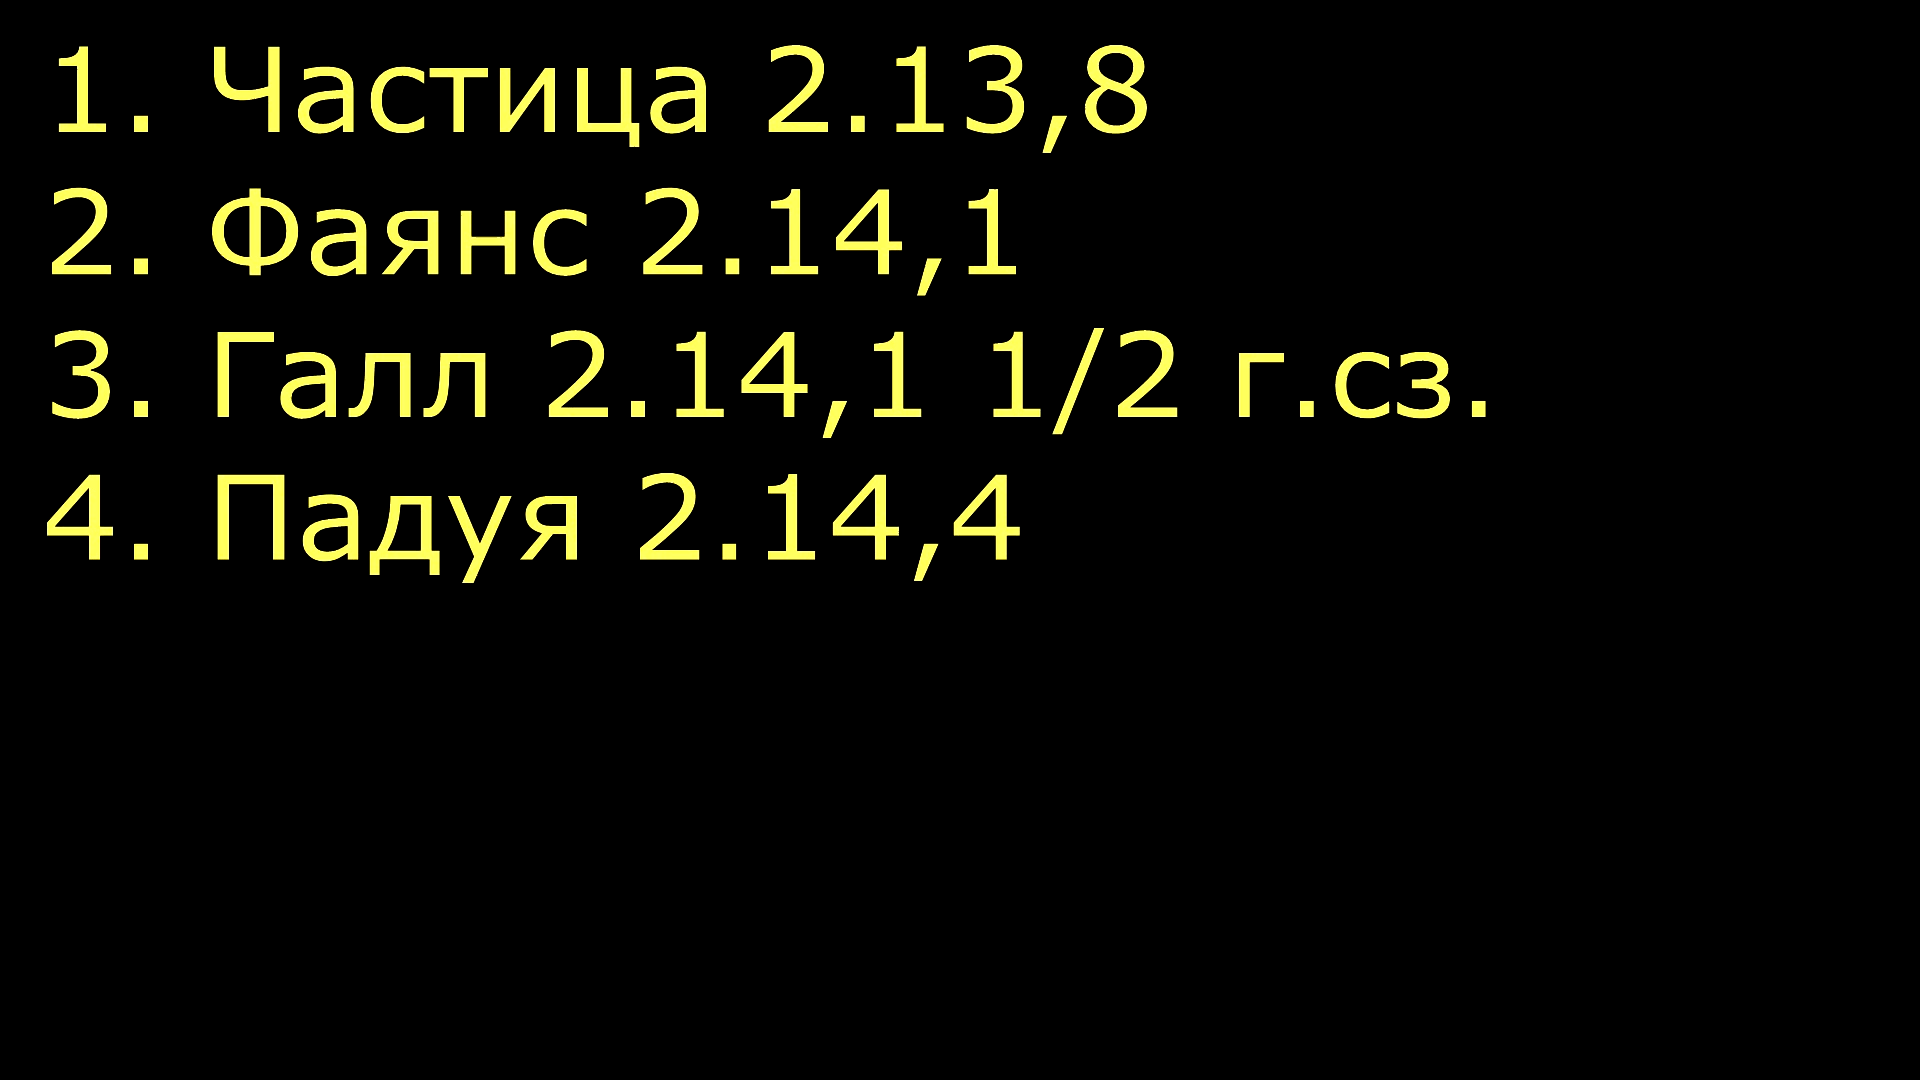 1. Частица 2.13,8
2. Фаянс 2.14,1
3. Галл 2.14,1 1/2 г.сз.
4. Падуя 2.14,4